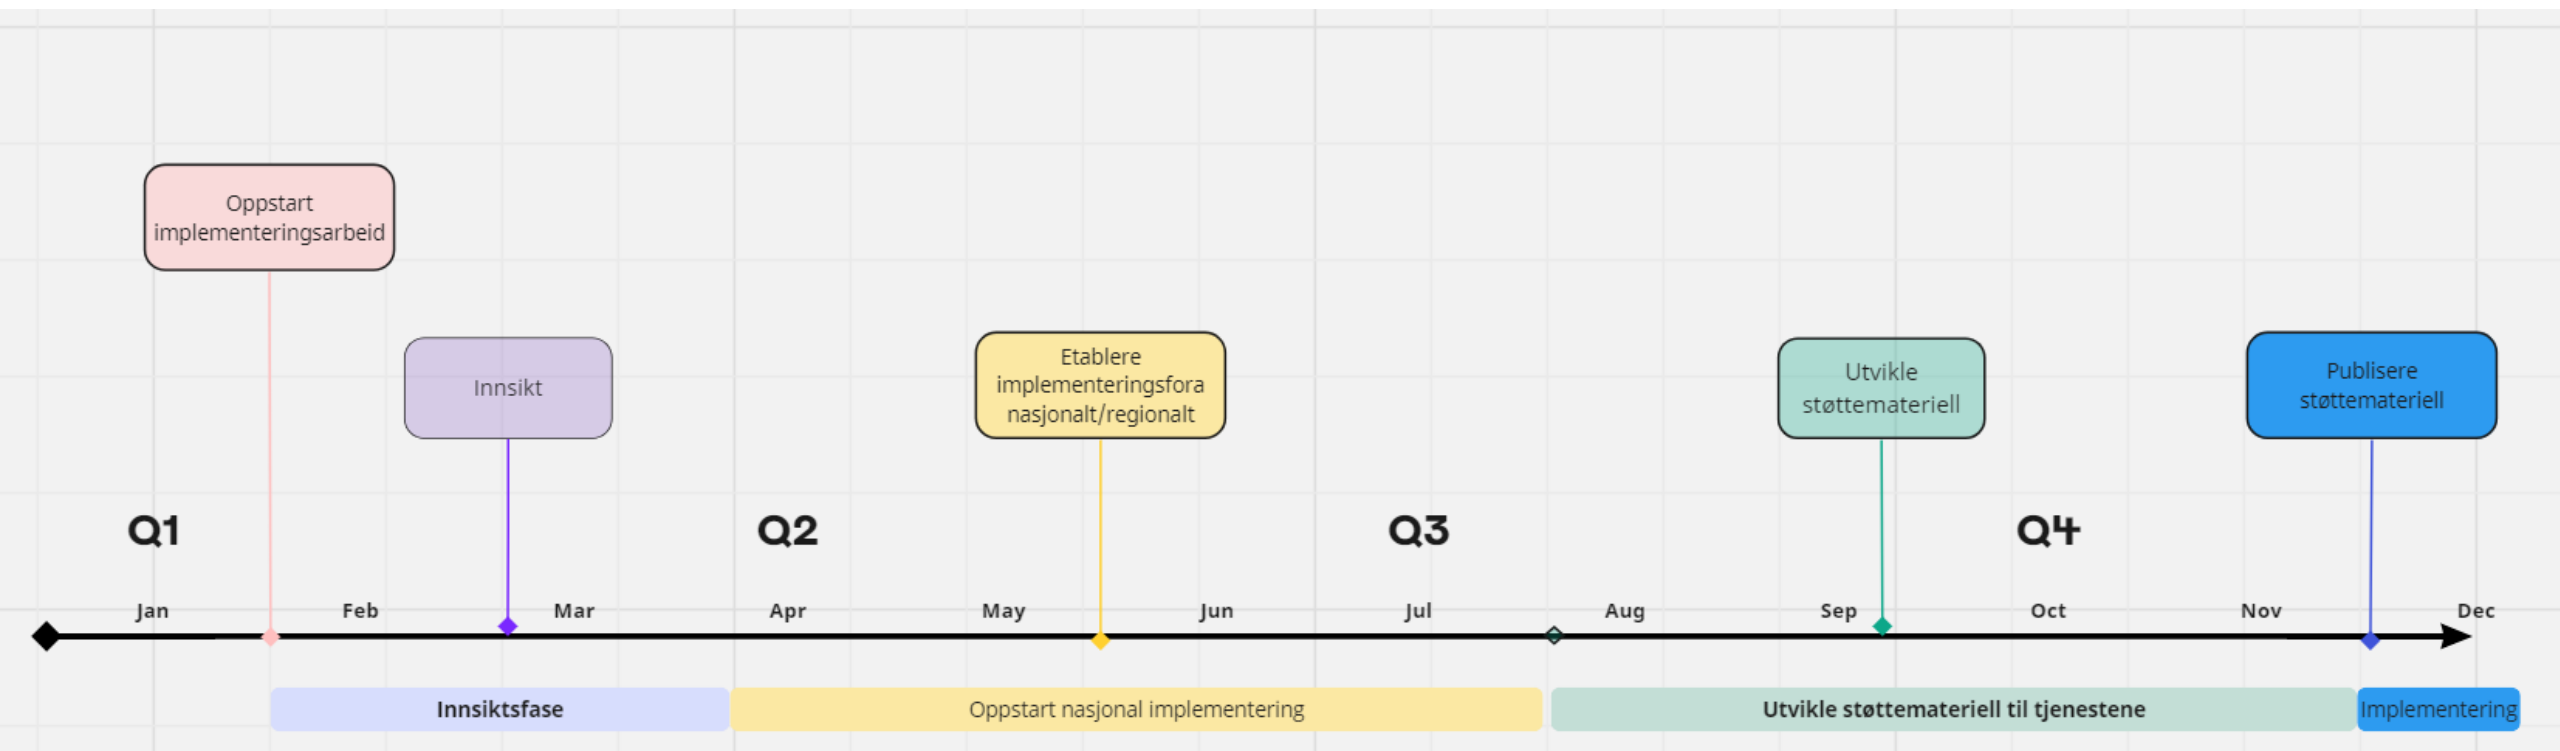 Oppstart
implementeringsarbeid
Innsikt
Etablere
implementeringsfora
nasjonalt/regionalt
Utvikle
støttemateriell
Publisere
støttemateriell
Q1
Q2
Q3
Q4
Jan
Feb
Mar
Apr
May
Jun
Jul
Aug
Sep
Oct
Nov
Dec
Innsiktsfase
Oppstart nasjonal implementering
Utvikle støttemateriell til tjenestene
Implementering